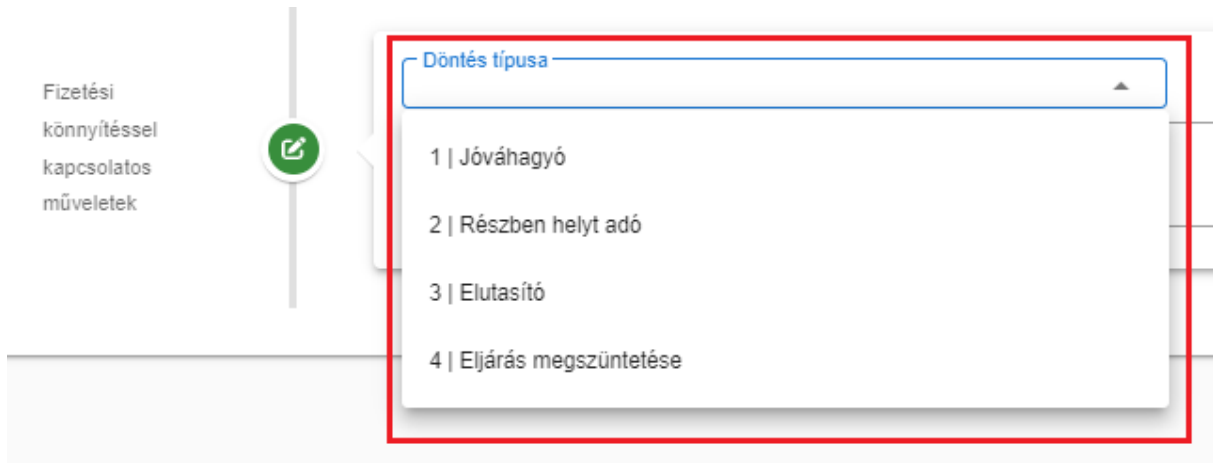 Fizetési
könnyítéssel
kapcsolatos
műveletek
Döntés típusa
1 | Jóváhagyó
2 | Részben helyt adó
3 | Elutasító
4 | Eljárás megszüntetése